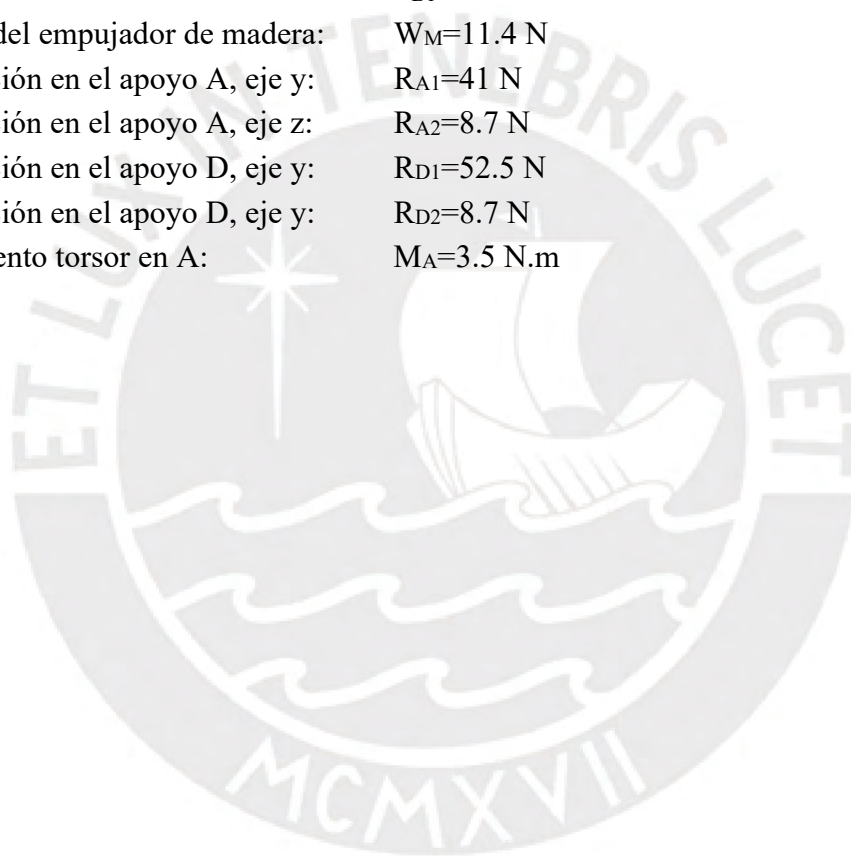 del empujador de madera: WM=11.4 N
ión en el apoyo A, eje y: RA1=41 N
ión en el apoyo A, eje z: RA2=8.7 N
ión en el apoyo D, eje y: RD1=52.5 N
ión en el apoyo D, eje y: RD2=8.7 N
ento torsor en A: MA=3.5 N.m
ET LUX IN TENEBRIS LUCET
MCMXVII